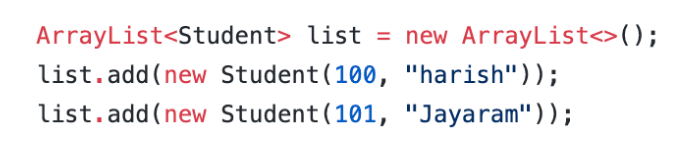 ArrayList<Student> list = new ArrayList<>();
list.add(new Student(100, "harish"));
list.add(new Student(101, "Jayaram"));